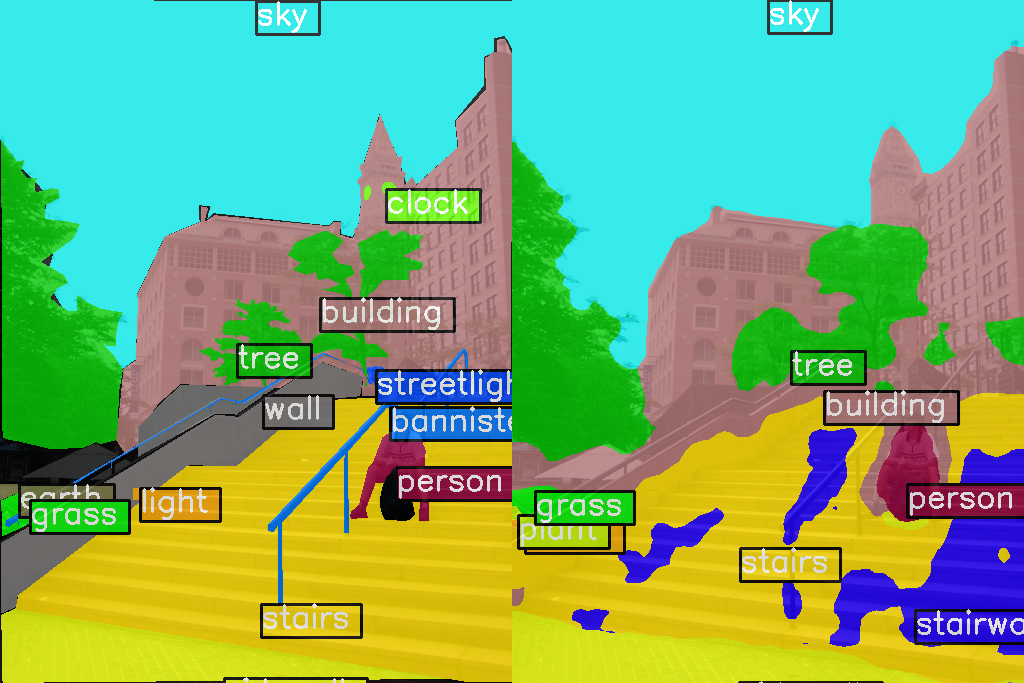 sky
clock
building
tree
streetligh
wall
banniste
person
earth
light
grass
stairs
sky
tree
building
person
grass
plant
stairs
stairwa